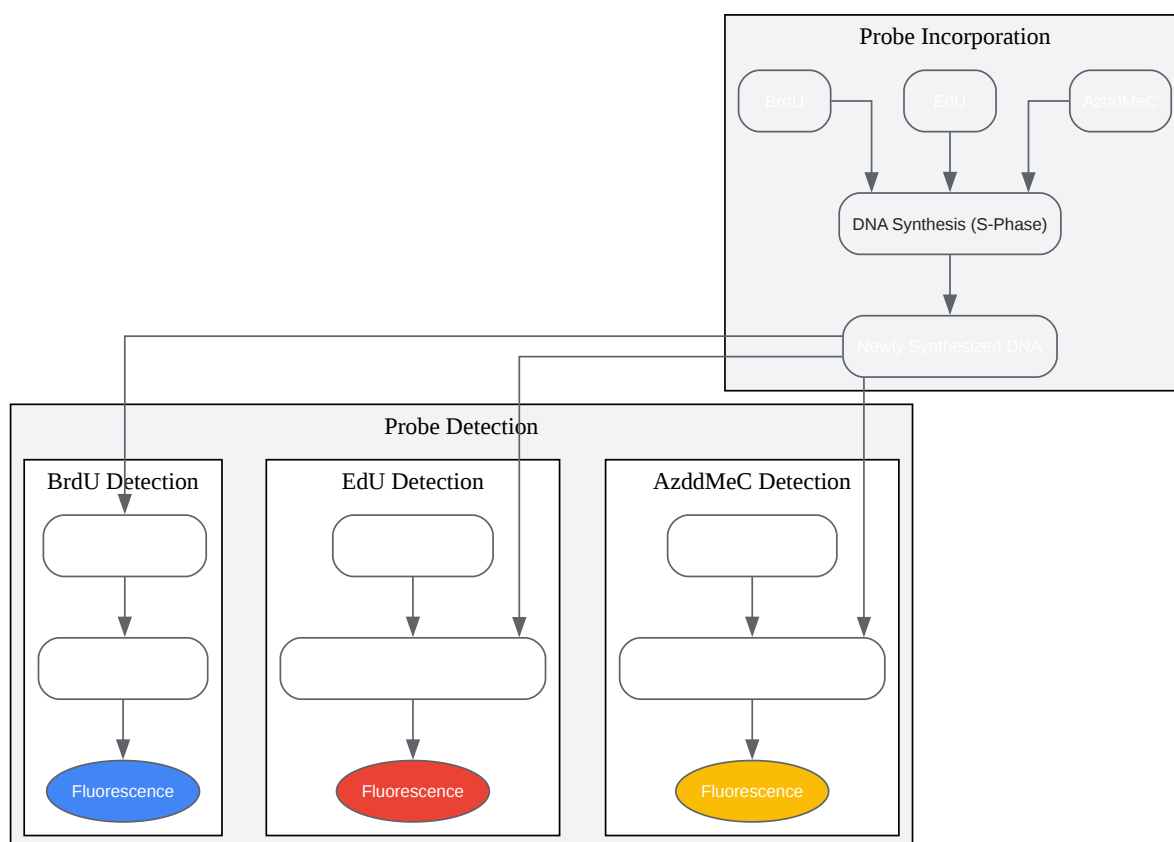 Probe Incorporation
BrdU
EdU
AzddMeC
DNA Synthesis (S-Phase)
Newly Synthesized DNA
Probe Detection
BrdU Detection
EdU Detection
AzddMeC Detection
Fluorescence
Fluorescence
Fluorescence